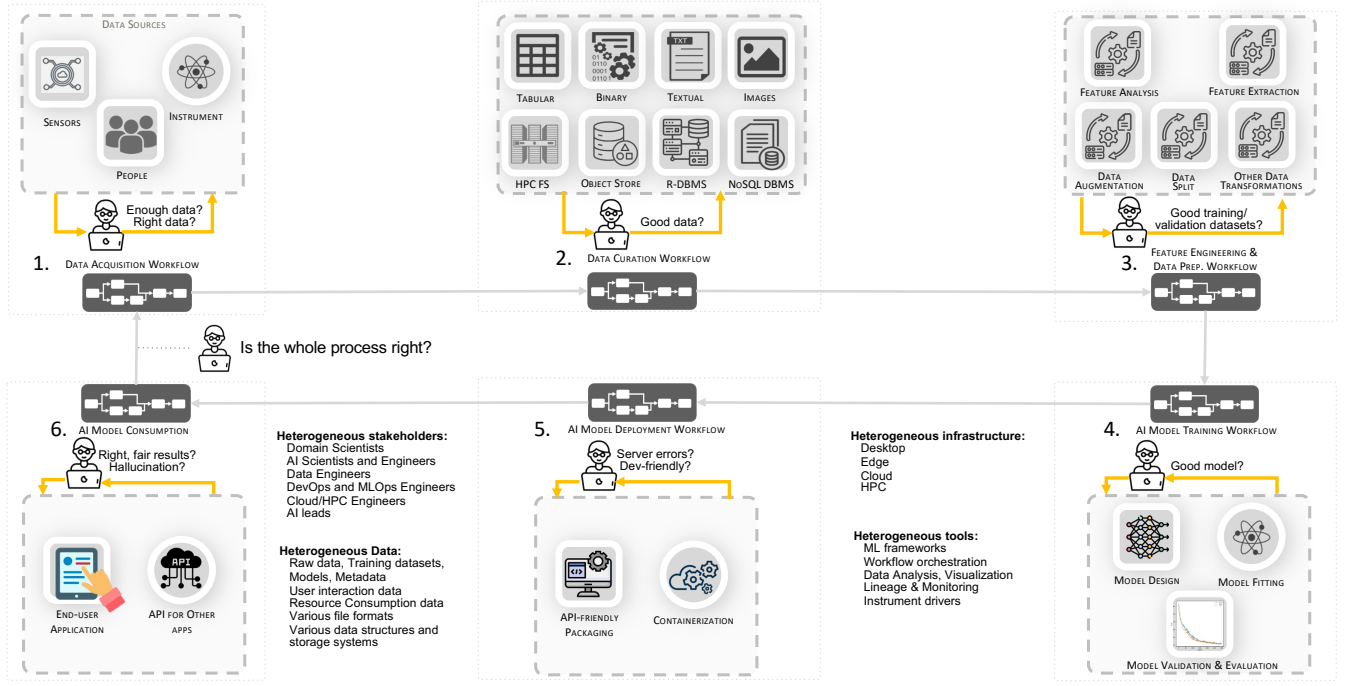 DATA SOURCES
SENSORS
INSTRUMENT
PEOPLE
Enough data?
Right data?
1.
DATA ACQUISITION WORKFLOW
TABULAR
BINARY
TEXTUAL
IMAGES
TXT
01
0110
0001
01101
HPC FS
OBJECT STORE
R-DBMS
NOSQL DBMS
Good data?
2.
DATA CURATION WORKFLOW
FEATURE ANALYSIS
FEATURE EXTRACTION
DATA
AUGMENTATION
DATA
SPLIT
OTHER DATA
TRANSFORMATIONS
Good training/
validation datasets?
3.
FEATURE ENGINEERING &
DATA PREP. WORKFLOW
Is the whole process right?
6.
AI MODEL CONSUMPTION
Right, fair results?
Hallucination?
END-USER
APPLICATION
API
API FOR OTHER
APPS
Heterogeneous stakeholders:
Domain Scientists
AI Scientists and Engineers
Data Engineers
DevOps and MLOps Engineers
Cloud/HPC Engineers
AI leads
Heterogeneous Data:
Raw data, Training datasets,
Models, Metadata
User interaction data
Resource Consumption data
Various file formats
Various data structures and
storage systems
5.
AI MODEL DEPLOYMENT WORKFLOW
Server errors?
Dev-friendly?
API-FRIENDLY
PACKAGING
CONTAINERIZATION
Heterogeneous infrastructure:
Desktop
Edge
Cloud
HPC
Heterogeneous tools:
ML frameworks
Workflow orchestration
Data Analysis, Visualization
Lineage & Monitoring
Instrument drivers
4.
AI MODEL TRAINING WORKFLOW
Good model?
MODEL DESIGN
MODEL FITTING
MODEL VALIDATION & EVALUATION